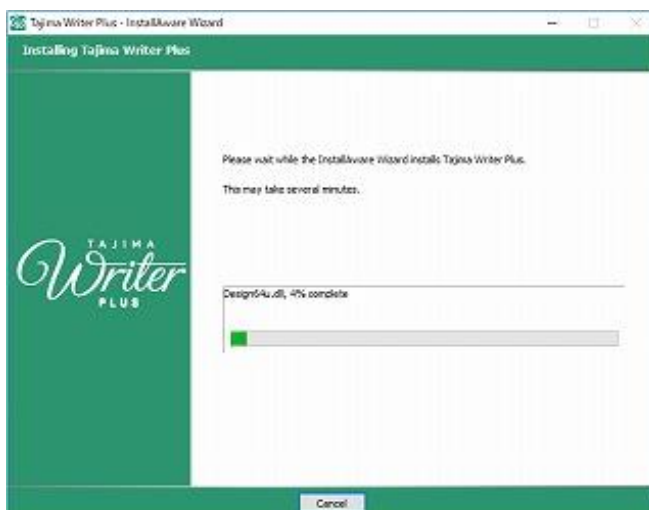 Tajima Writer Plus - InstallAware Wizard
Installing Tajima Writer Plus
Please wait while the InstallAware Wizard installs Tajima Writer Plus.
This may take several minutes.
TAJIMA
Writer
PLUS
Design64u.dll, 4% complete
Cancel